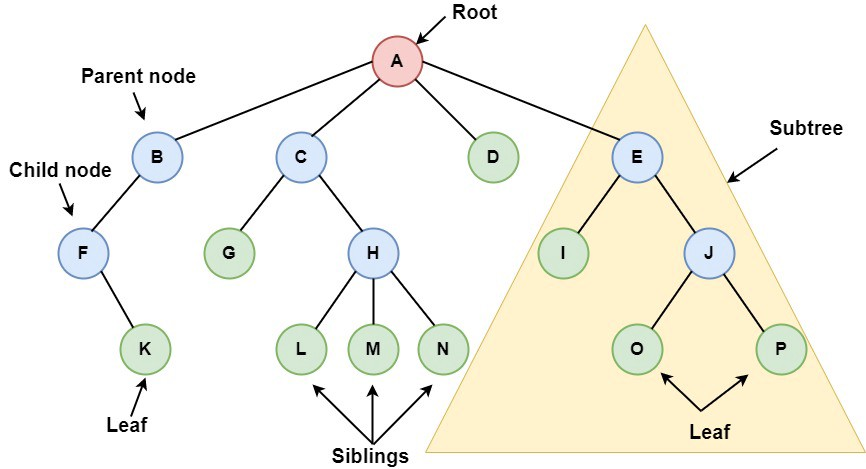 Root
A
Parent node
Subtree
B
C
D
E
Child node
F
G
H
I
J
K
L
M
N
O
P
Leaf
Siblings
Leaf